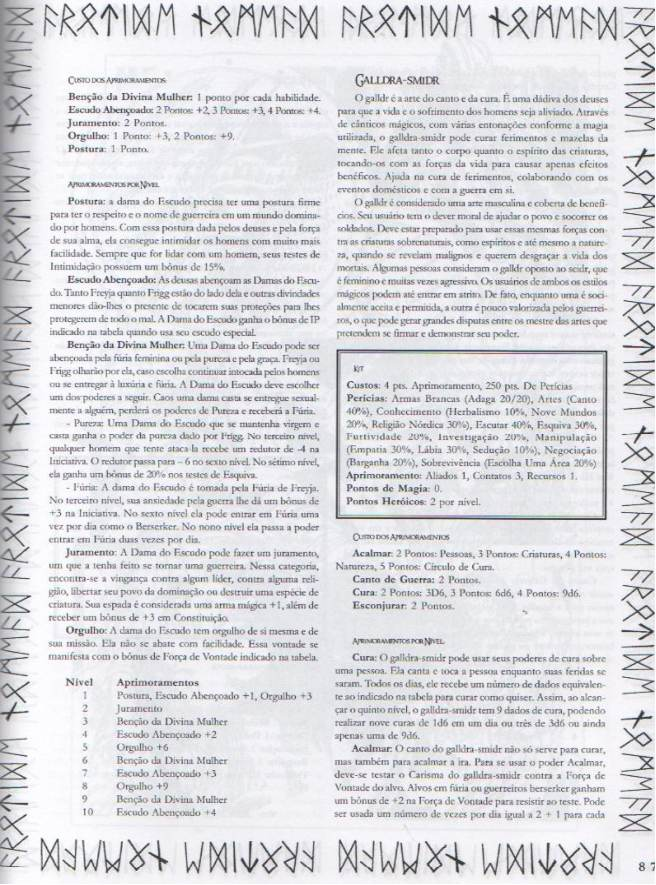 CUSTO DOS APRIMORAMENTOS
Benção da Divina Mulher: 1 ponto por cada habilidade.
Escudo Abençoado: 2 Pontos: +2, 3 Pontos: +3, 4 Pontos: +4.
Juramento: 2 Pontos.
Orgulho: 1 Ponto: +3, 2 Pontos: +9.
Postura: 1 Ponto.
APRIMORAMENTOS POR NÍVEL
Postura: a dama do Escudo precisa ter uma postura firme
para ter o respeito e o nome de guerreira em um mundo domina-
do por homens. Com essa postura dada pelos deuses e pela força
de sua alma, ela consegue intimidar os homens com muito mais
facilidade. Sempre que for lidar com um homem, seus testes de
Intimidação possuem um bônus de 15%.
Escudo Abençoado: As deusas abençoam as Damas do Escu-
do. Tanto Freyja quanto Frigg estão do lado dela e outras divindades
menores dão-lhes o presente de tocarem suas proteções para lhes
protegerem de todo o mal. A Dama do Escudo ganha o bônus de IP
indicado na tabela quando usa seu escudo especial.
Benção da Divina Mulher: Uma Dama do Escudo pode ser
abençoada pela fúria feminina ou pela pureza e pela graça. Freyja ou
Frigg olharão por ela, caso escolha continuar intocada pelos homens
ou se entregar à luxúria e fúria. A Dama do Escudo deve escolher
um dos poderes a seguir. Caos uma dama casta se entregue sexual-
mente a alguém, perderá os poderes de Pureza e receberá a Fúria.
- Pureza: Uma Dama do Escudo que se mantenha virgem e
casta ganha o poder da pureza dado por Frigg. No terceiro nível,
qualquer homem que tente ataca-la recebe um redutor de -4 na
Iniciativa. O redutor passa para – 6 no sexto nível. No sétimo nível,
ela ganha um bônus de 20% nos testes de Esquiva.
- Fúria: A dama do Escudo é tomada pela Fúria de Freyja.
No terceiro nível, sua ansiedade pela guerra lhe dá um bônus de
+3 na Iniciativa. No sexto nível ela pode entrar em Fúria uma
vez por dia como o Berserker. No nono nível ela passa a poder
entrar em Fúria duas vezes por dia.
Juramento: A Dama do Escudo pode fazer um juramento,
um que a tenha feito se tornar uma guerreira. Nessa categoria,
encontra-se a vingança contra algum líder, contra alguma reli-
gião, libertar seu povo da dominação ou destruir uma espécie de
criatura. Sua espada é considerada uma arma mágica +1, além de
receber um bônus de +3 em Constituição.
Orgulho: A dama do Escudo tem orgulho de si mesma e de
sua missão. Ela não se abate com facilidade. Essa vontade se
manifesta com o bônus de Força de Vontade indicado na tabela.
Nível Aprimoramentos
1 Postura, Escudo Abençoado +1, Orgulho +3
2 Juramento
3 Benção da Divina Mulher
4 Escudo Abençoado +2
5 Orgulho +6
6 Benção da Divina Mulher
7 Escudo Abençoado +3
8 Orgulho +9
9 Benção da Divina Mulher
10 Escudo Abençoado +4
GALLDRA-SMIDR
O galldr é a arte do canto e da cura. É uma dádiva dos deuses
para que a vida e o sofrimento dos homens seja aliviado. Através
de cânticos mágicos, com várias entonações conforme a magia
utilizada, o galldra-smidr pode curar ferimentos e mazelas da
mente. Ele afeta tanto o corpo quanto o espírito das criaturas,
tocando-os com as forças da vida para causar apenas efeitos
benéficos. Ajuda na cura de ferimentos, colaborando com os
eventos domésticos e com a guerra em si.
O galldr é considerado uma arte masculina e coberta de benefí-
cios. Seu usuário tem o dever moral de ajudar o povo e socorrer os
soldados. Deve estar preparado para usar essas mesmas forças con-
tra as criaturas sobrenaturais, como espíritos e até mesmo a nature-
za, quando se revelam malignos e querem desgraçar a vida dos
mortais. Algumas pessoas consideram o galldr oposto ao seidr, que
é feminino e muitas vezes agressivo. Os usuários de ambos os estilos
mágicos podem até entrar em atrito. De fato, enquanto uma é soci-
almente aceita e permitida, a outra é pouco valorizada pelos guerrei-
ros, o que pode gerar grandes disputas entre os mestre das artes que
pretendem se firmar e demonstrar seu poder.
KIT
Custos: 4 pts. Aprimoramento, 250 pts. De Perícias
Perícias: Armas Brancas (Adaga 20/20), Artes (Canto
40%), Conhecimento (Herbalismo 10%, Nove Mundos
20%, Religião Nórdica 30%), Escutar 40%, Esquiva 30%,
Furtividade 20%, Investigação 20%, Manipulação
(Empatia 30%, Lábia 30%, Sedução 10%), Negociação
(Barganha 20%), Sobrevivência (Escolha Uma Área 20%)
Aprimoramento: Aliados 1, Contatos 3, Recursos 1.
Pontos de Magia: 0.
Pontos Heróicos: 2 por nível.
CUSTO DOS APRIMORAMENTOS
Acalmar: 2 Pontos: Pessoas, 3 Pontos: Criaturas, 4 Pontos:
Natureza, 5 Pontos: Círculo de Cura.
Canto de Guerra: 2 Pontos.
Cura: 2 Pontos: 3D6, 3 Pontos: 6d6, 4 Pontos: 9d6.
Esconjurar: 2 Pontos.
APRIMORAMENTOS POR NÍVEL
Cura: O galldra-smidr pode usar seus poderes de cura sobre
uma pessoa. Ela canta e toca a pessoa enquanto suas feridas se
saram. Todos os dias, ele recebe um número de dados equivalen-
te ao indicado na tabela para curar como quiser. Assim, ao alcan-
çar o quinto nível, o galldra-smidr tem 9 dados de cura, podendo
realizar nove curas de 1d6 em um dia ou três de 3d6 ou ainda
apenas uma de 9d6.
Acalmar: O canto do galldra-smidr não só serve para curar,
mas também para acalmar a ira. Para se usar o poder Acalmar,
deve-se testar o Carisma do galldra-smidr contra a Força de
Vontade do alvo. Alvos em fúria ou guerreiros berserker ganham
um bônus de +2 na Força de Vontade para resistir ao teste. Pode
ser usada um número de vezes por dia igual a 2 + 1 para cada
87